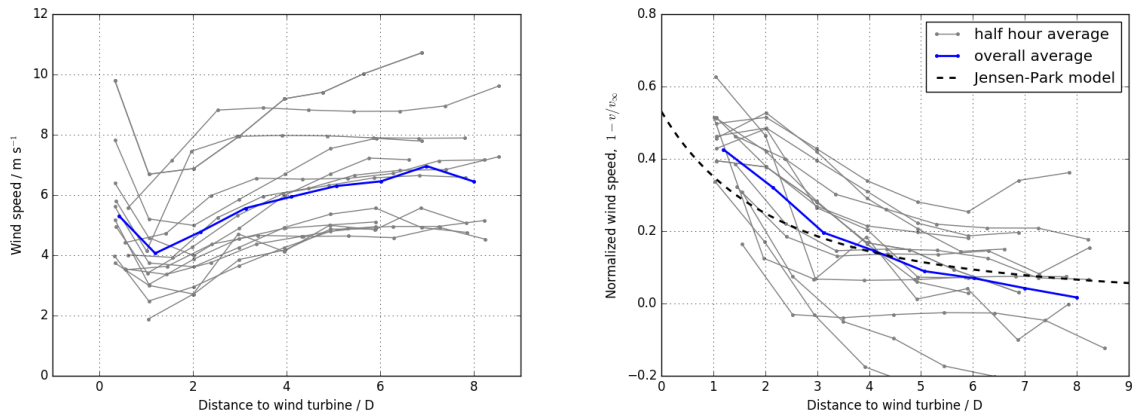 12
10
8
6
4
2
0
Wind speed / m s⁻¹
0 2 4 6 8
Distance to wind turbine / D
0.8
0.6
0.4
0.2
0.0
−0.2
Normalized wind speed, 1 − v/v∞
half hour average
overall average
Jensen-Park model
0 1 2 3 4 5 6 7 8 9
Distance to wind turbine / D